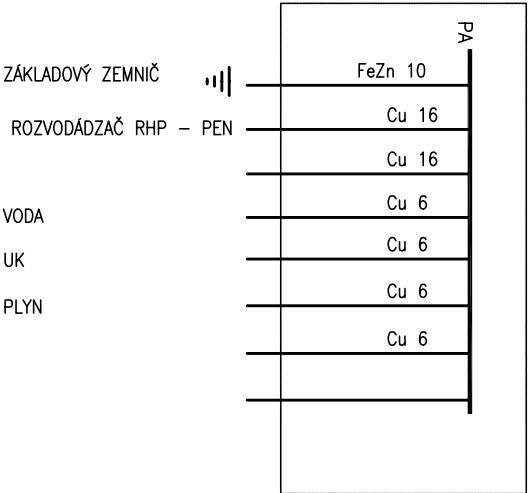 PA
ZÁKLADOVÝ ZEMNIČ FeZn 10
ROZVODÁDZAČ RHP – PEN Cu 16
Cu 16
VODA Cu 6
UK Cu 6
PLYN Cu 6
Cu 6